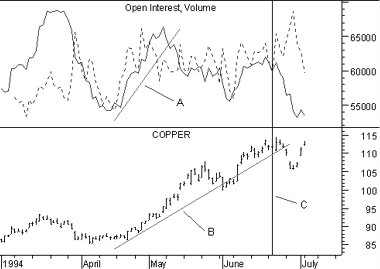 Open Interest, Volume
65000
60000
55000
A
COPPER
115
110
105
100
95
90
85
B
C
1994
April
May
June
July